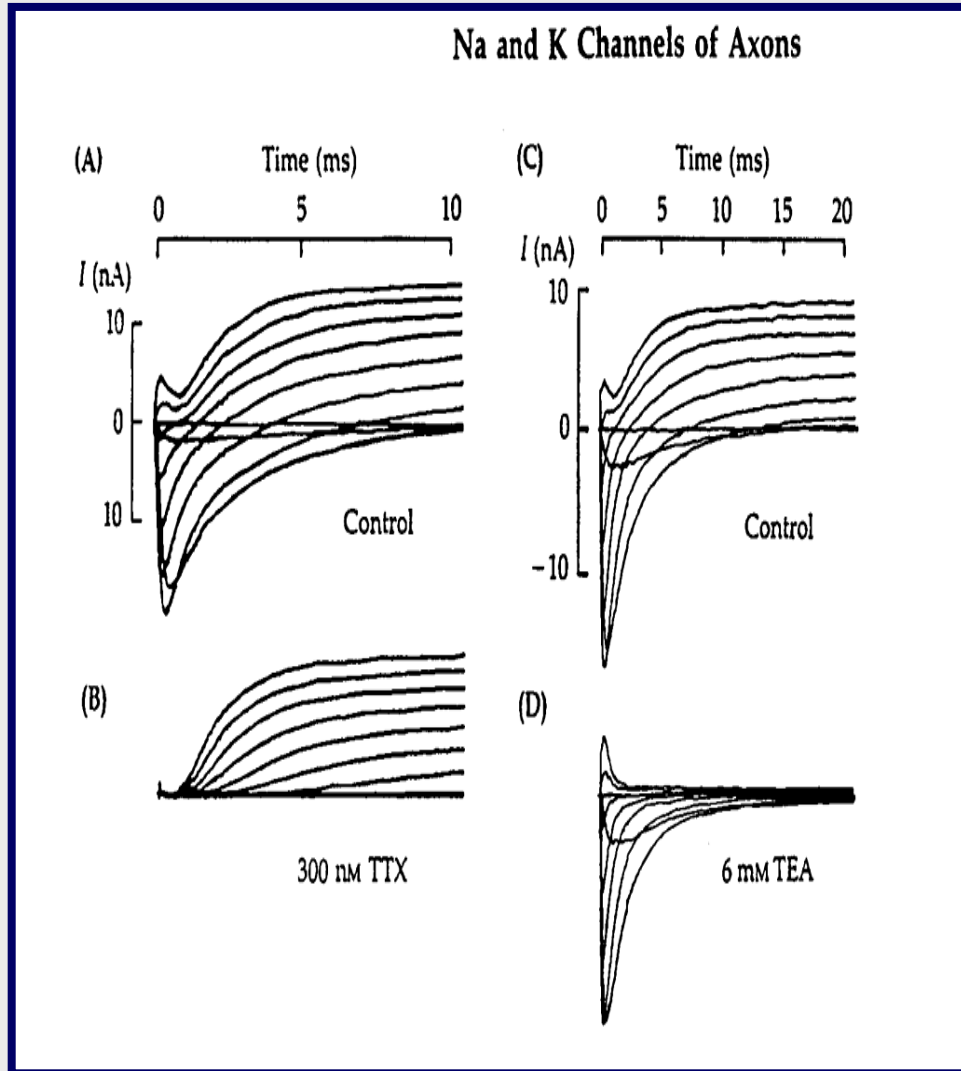 Na and K Channels of Axons
(A)
Time (ms)
0 5 10
I (nA)
10
0
10
Control
(B)
300 nM TTX
(C)
Time (ms)
0 5 10 15 20
I (nA)
10
0
−10
Control
(D)
6 mM TEA